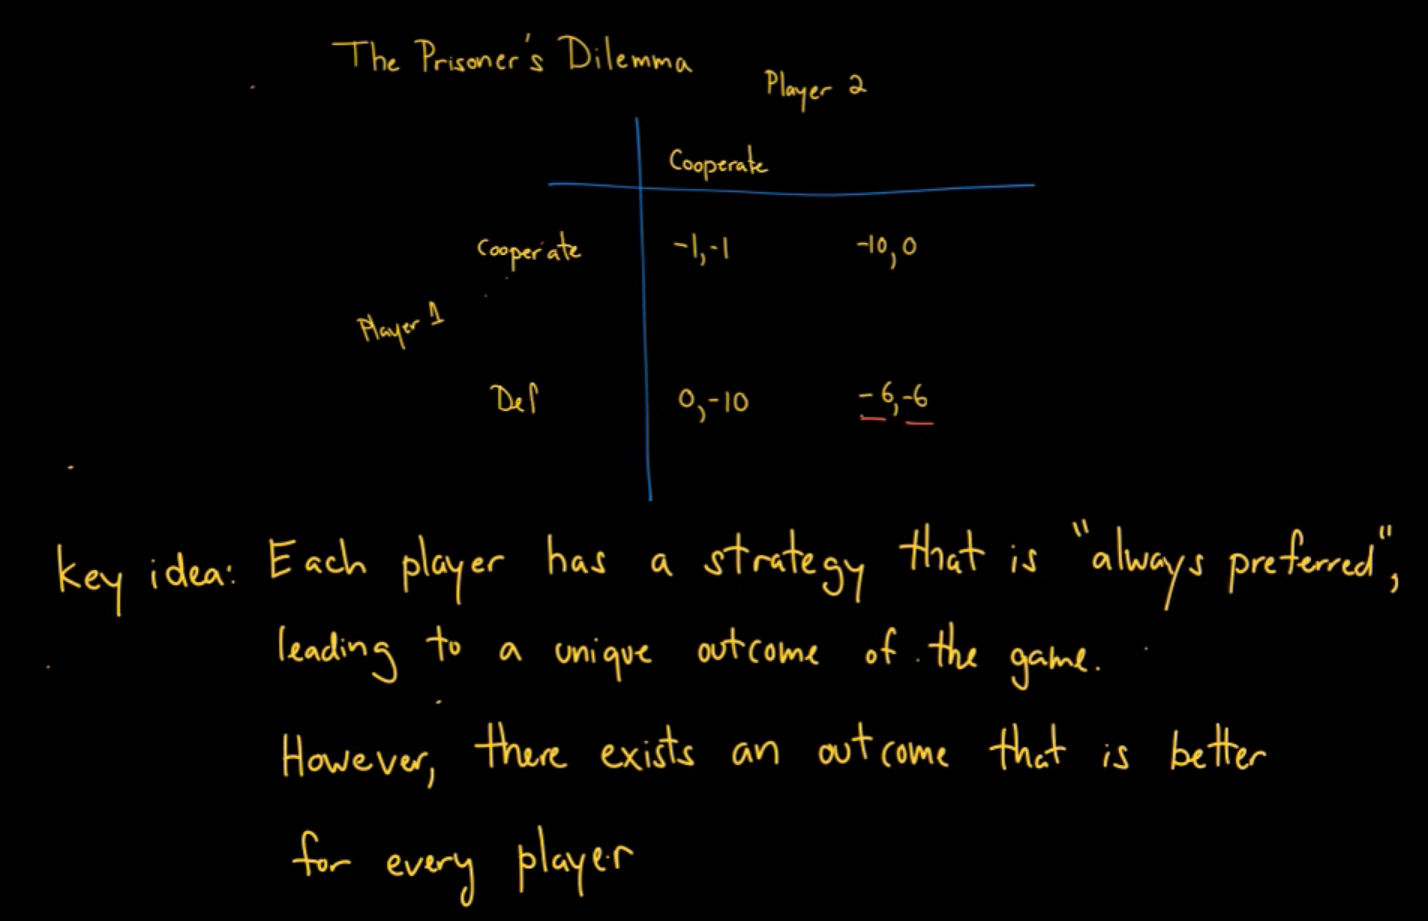 The Prisoner's Dilemma
Player 2
Cooperate
Cooperate -1,-1 -10,0
Player 1
Def 0,-10 -6,-6
key idea: Each player has a strategy that is "always preferred",
leading to a unique outcome of the game.
However, there exists an outcome that is better
for every player